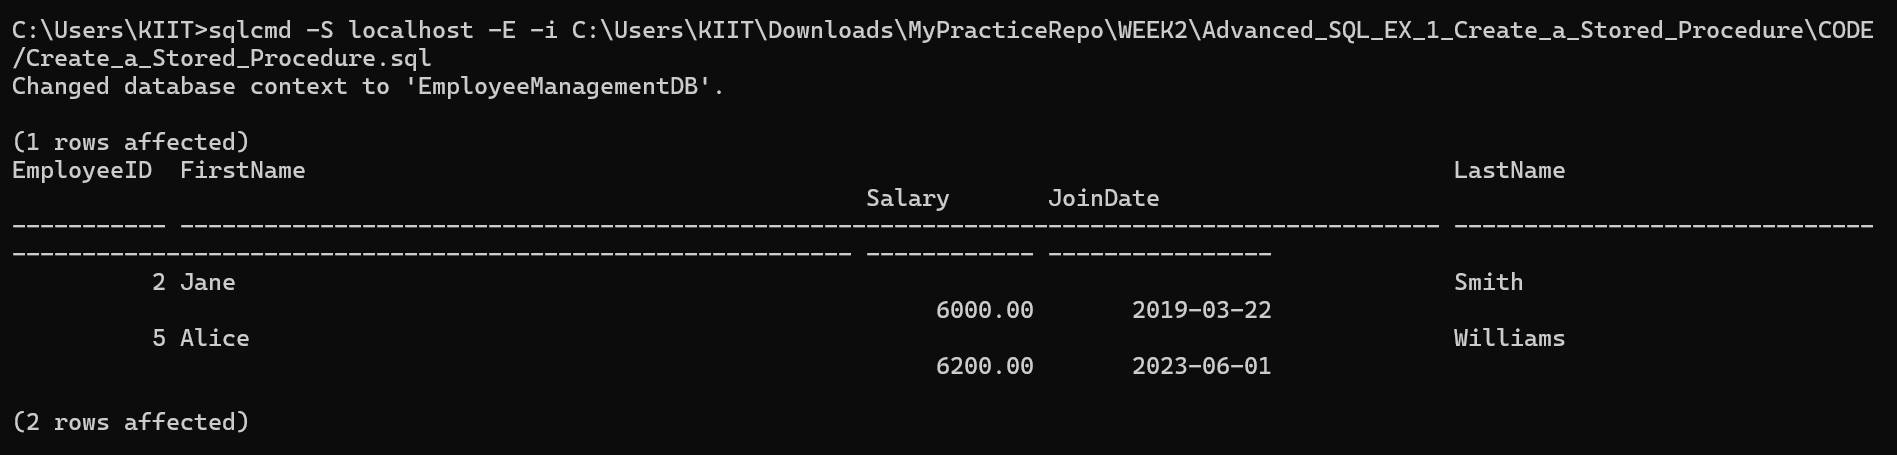 C:\Users\KIIT>sqlcmd -S localhost -E -i C:\Users\KIIT\Downloads\MyPracticeRepo\WEEK2\Advanced_SQL_EX_1_Create_a_Stored_Procedure\CODE
/Create_a_Stored_Procedure.sql
Changed database context to 'EmployeeManagementDB'.
(1 rows affected)
EmployeeID  FirstName                                                                                  LastName
                                                             Salary       JoinDate
----------- ------------------------------------------------------------------------------------------ ------------------------------
------------------------------------------------------------ ------------ ----------------
          2 Jane                                                                                       Smith
                                                                  6000.00       2019-03-22
          5 Alice                                                                                      Williams
                                                                  6200.00       2023-06-01
(2 rows affected)